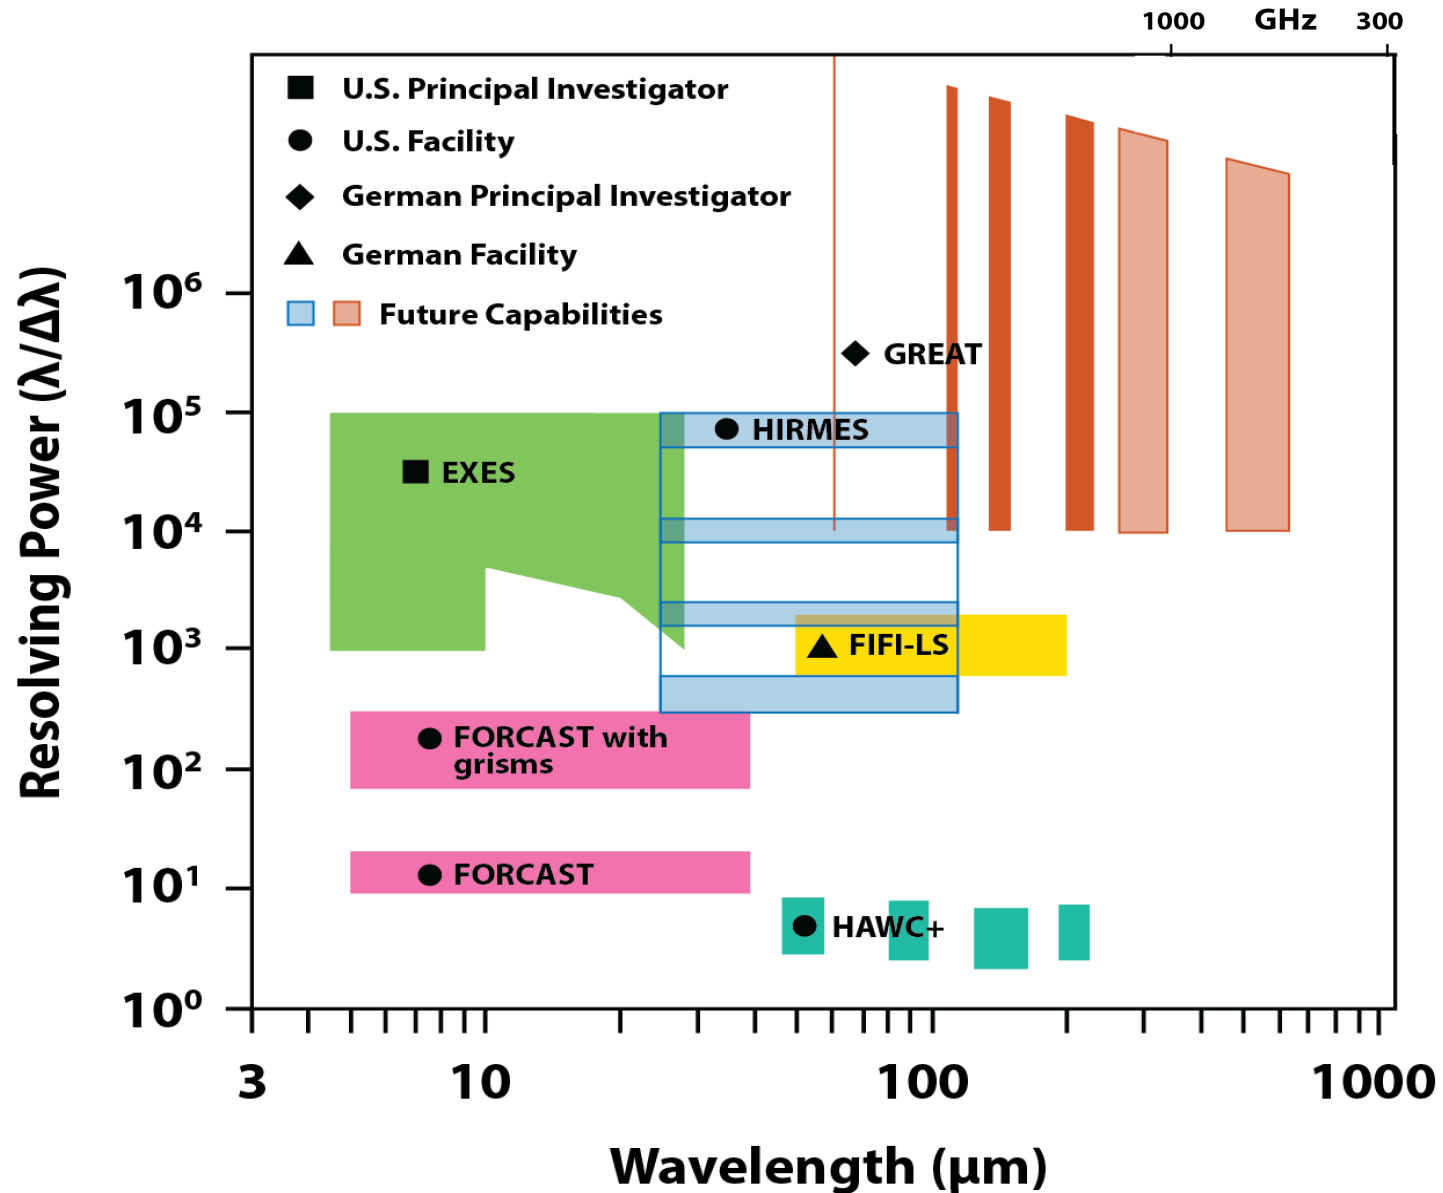 1000 GHz 300
U.S. Principal Investigator
U.S. Facility
German Principal Investigator
German Facility
Future Capabilities
Resolving Power (λ/Δλ)
10⁶
10⁵
10⁴
10³
10²
10¹
10⁰
GREAT
HIRMES
EXES
FIFI-LS
FORCAST with
grisms
FORCAST
HAWC+
3 10 100 1000
Wavelength (μm)